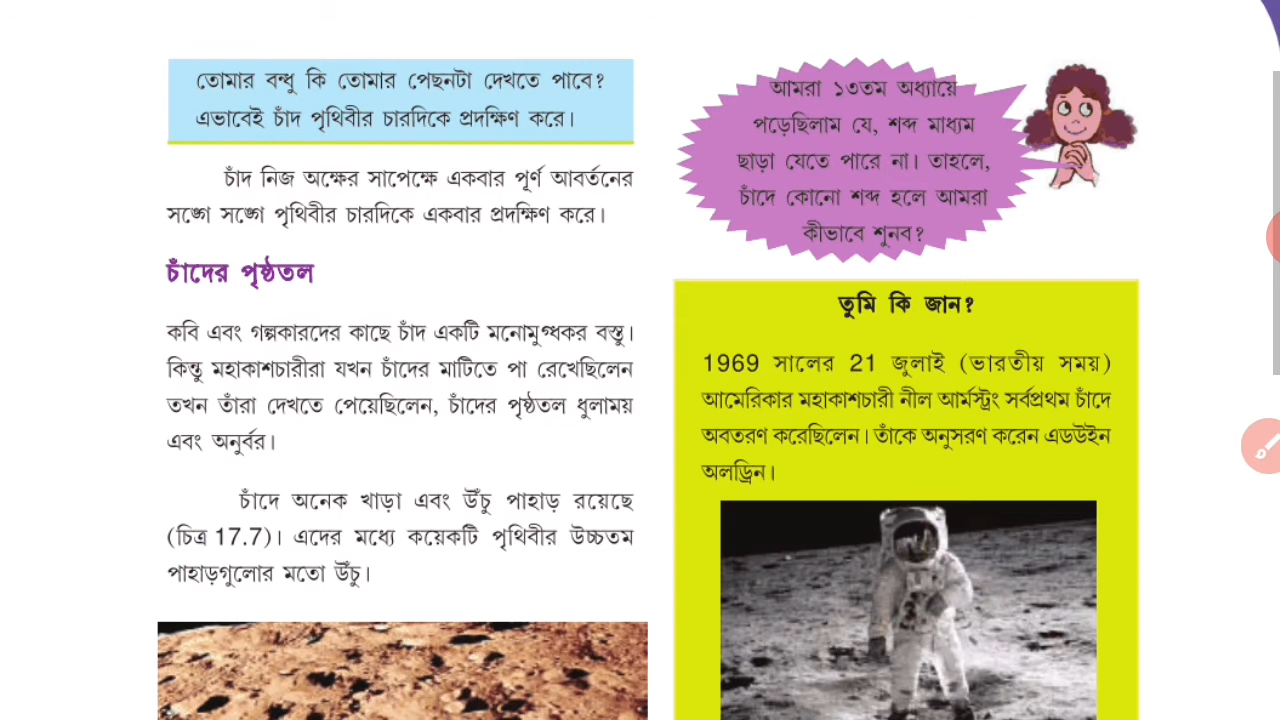 তোমার বন্ধু কি তোমার পেছনটা দেখতে পাবে?
এভাবেই চাঁদ পৃথিবীর চারদিকে প্রদক্ষিণ করে।
চাঁদ নিজ অক্ষের সাপেক্ষে একবার পূর্ণ আবর্তনের
সঙ্গে সঙ্গে পৃথিবীর চারদিকে একবার প্রদক্ষিণ করে।
চাঁদের পৃষ্ঠতল
কবি এবং গল্পকারদের কাছে চাঁদ একটি মনোমুগ্ধকর বস্তু।
কিন্তু মহাকাশচারীরা যখন চাঁদের মাটিতে পা রেখেছিলেন
তখন তাঁরা দেখতে পেয়েছিলেন, চাঁদের পৃষ্ঠতল ধুলাময়
এবং অনুর্বর।
চাঁদে অনেক খাড়া এবং উঁচু পাহাড় রয়েছে
(চিত্র 17.7)। এদের মধ্যে কয়েকটি পৃথিবীর উচ্চতম
পাহাড়গুলোর মতো উঁচু।
আমরা ১৩তম অধ্যায়ে
পড়েছিলাম যে, শব্দ মাধ্যম
ছাড়া যেতে পারে না। তাহলে,
চাঁদে কোনো শব্দ হলে আমরা
কীভাবে শুনব?
তুমি কি জান?
1969 সালের 21 জুলাই (ভারতীয় সময়)
আমেরিকার মহাকাশচারী নীল আর্মস্ট্রং সর্বপ্রথম চাঁদে
অবতরণ করেছিলেন। তাঁকে অনুসরণ করেন এডউইন
অলড্রিন।